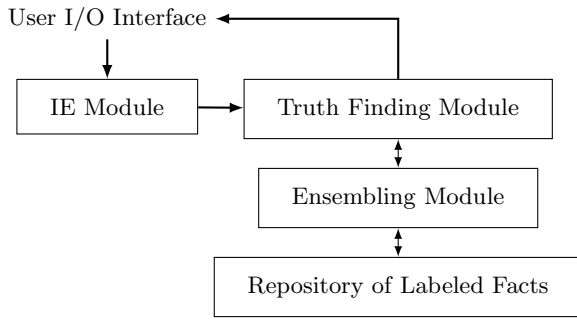 User I/O Interface
IE Module
Truth Finding Module
Ensembling Module
Repository of Labeled Facts